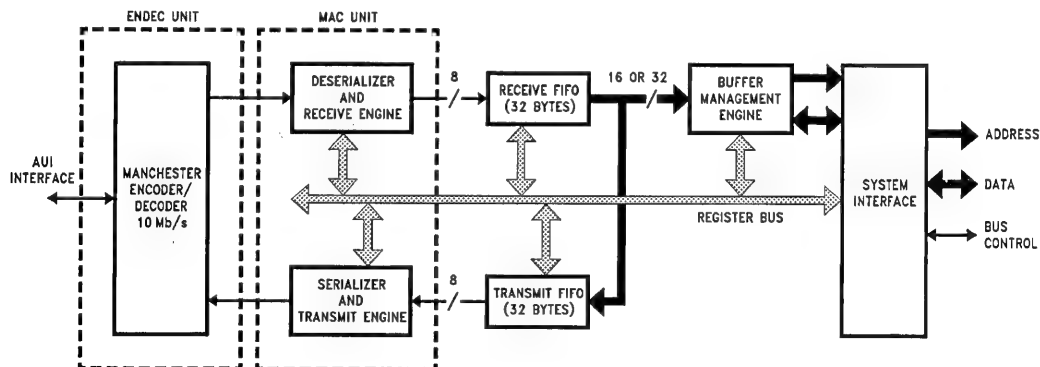 ENDEC UNIT
MAC UNIT
DESERIALIZER
AND
RECEIVE ENGINE
8
RECEIVE FIFO
(32 BYTES)
16 OR 32
BUFFER
MANAGEMENT
ENGINE
ADDRESS
AUI
INTERFACE
MANCHESTER
ENCODER/
DECODER
10 Mb/s
REGISTER BUS
SYSTEM
INTERFACE
DATA
BUS
CONTROL
SERIALIZER
AND
TRANSMIT ENGINE
8
TRANSMIT FIFO
(32 BYTES)